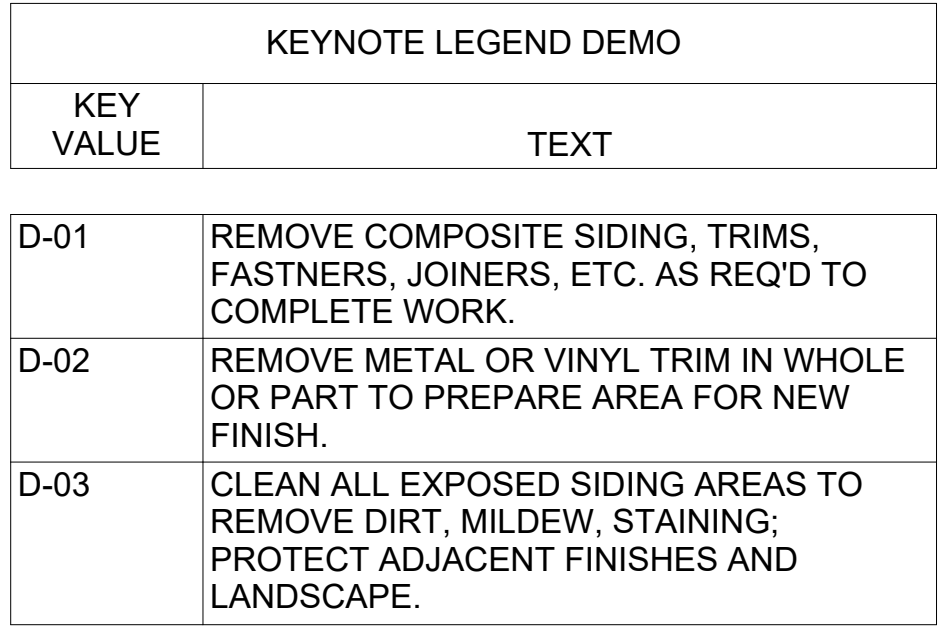 KEYNOTE LEGEND DEMO
KEY
VALUE
TEXT
D-01
REMOVE COMPOSITE SIDING, TRIMS,
FASTNERS, JOINERS, ETC. AS REQ'D TO
COMPLETE WORK.
D-02
REMOVE METAL OR VINYL TRIM IN WHOLE
OR PART TO PREPARE AREA FOR NEW
FINISH.
D-03
CLEAN ALL EXPOSED SIDING AREAS TO
REMOVE DIRT, MILDEW, STAINING;
PROTECT ADJACENT FINISHES AND
LANDSCAPE.